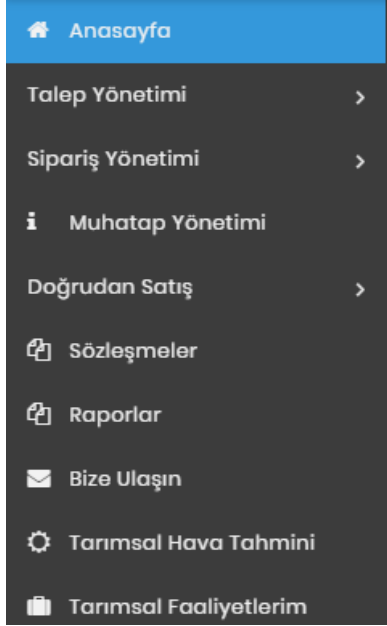 Anasayfa
Talep Yönetimi
Sipariş Yönetimi
Muhatap Yönetimi
Doğrudan Satış
Sözleşmeler
Raporlar
Bize Ulaşın
Tarımsal Hava Tahmini
Tarımsal Faaliyetlerim